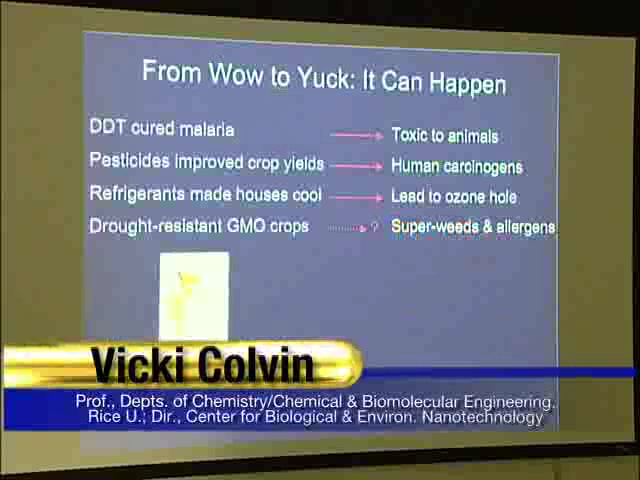 From Wow to Yuck: It Can Happen
DDT cured malaria Toxic to animals
Pesticides improved crop yields Human carcinogens
Refrigerants made houses cool Lead to ozone hole
Drought-resistant GMO crops ? Super-weeds & allergens
Vicki Colvin
Prof., Depts. of Chemistry/Chemical & Biomolecular Engineering.
Rice U.; Dir., Center for Biological & Environ. Nanotechnology